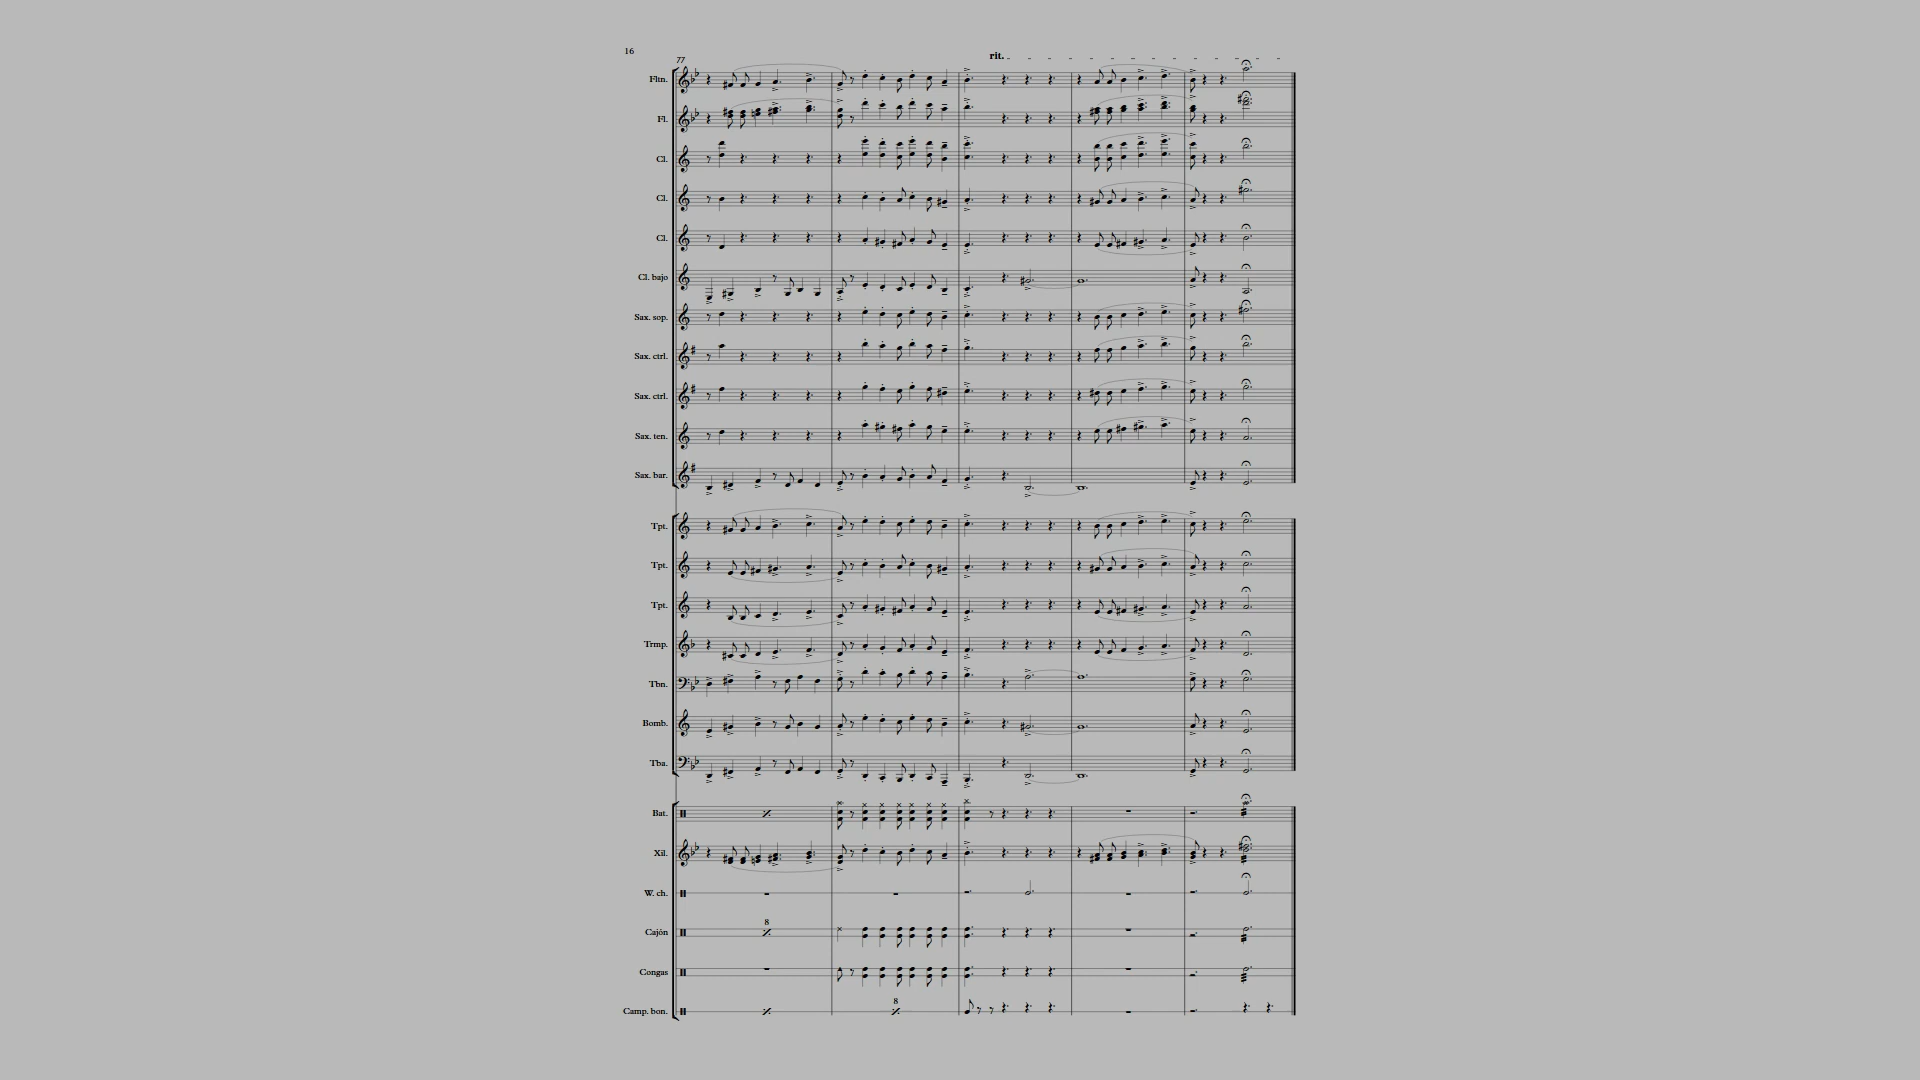 16
rit.
77
Fltn.
Fl.
Cl.
Cl.
Cl.
Cl. bajo
Sax. sop.
Sax. ctrl.
Sax. ctrl.
Sax. ten.
Sax. bar.
Tpt.
Tpt.
Tpt.
Trmp.
Tbn.
Bomb.
Tba.
Bat.
Xil.
W. ch.
8
Cajón
Congas
8
Camp. bon.